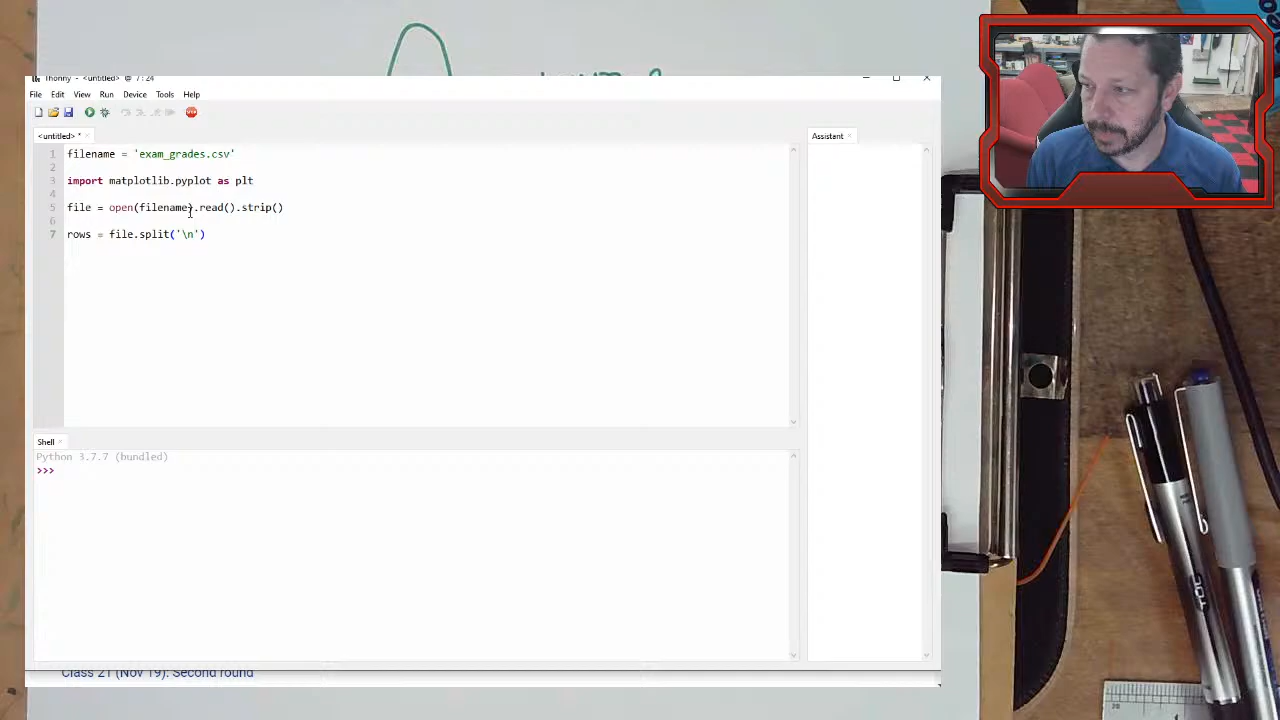 Thonny - <untitled> @ 7:24
File Edit View Run Device Tools Help
<untitled> *
Assistant
1 filename = 'exam_grades.csv'
2
3 import matplotlib.pyplot as plt
4
5 file = open(filename).read().strip()
6
7 rows = file.split('\n')
Shell
Python 3.7.7 (bundled)
>>>
Class 21 (Nov 19): Second round